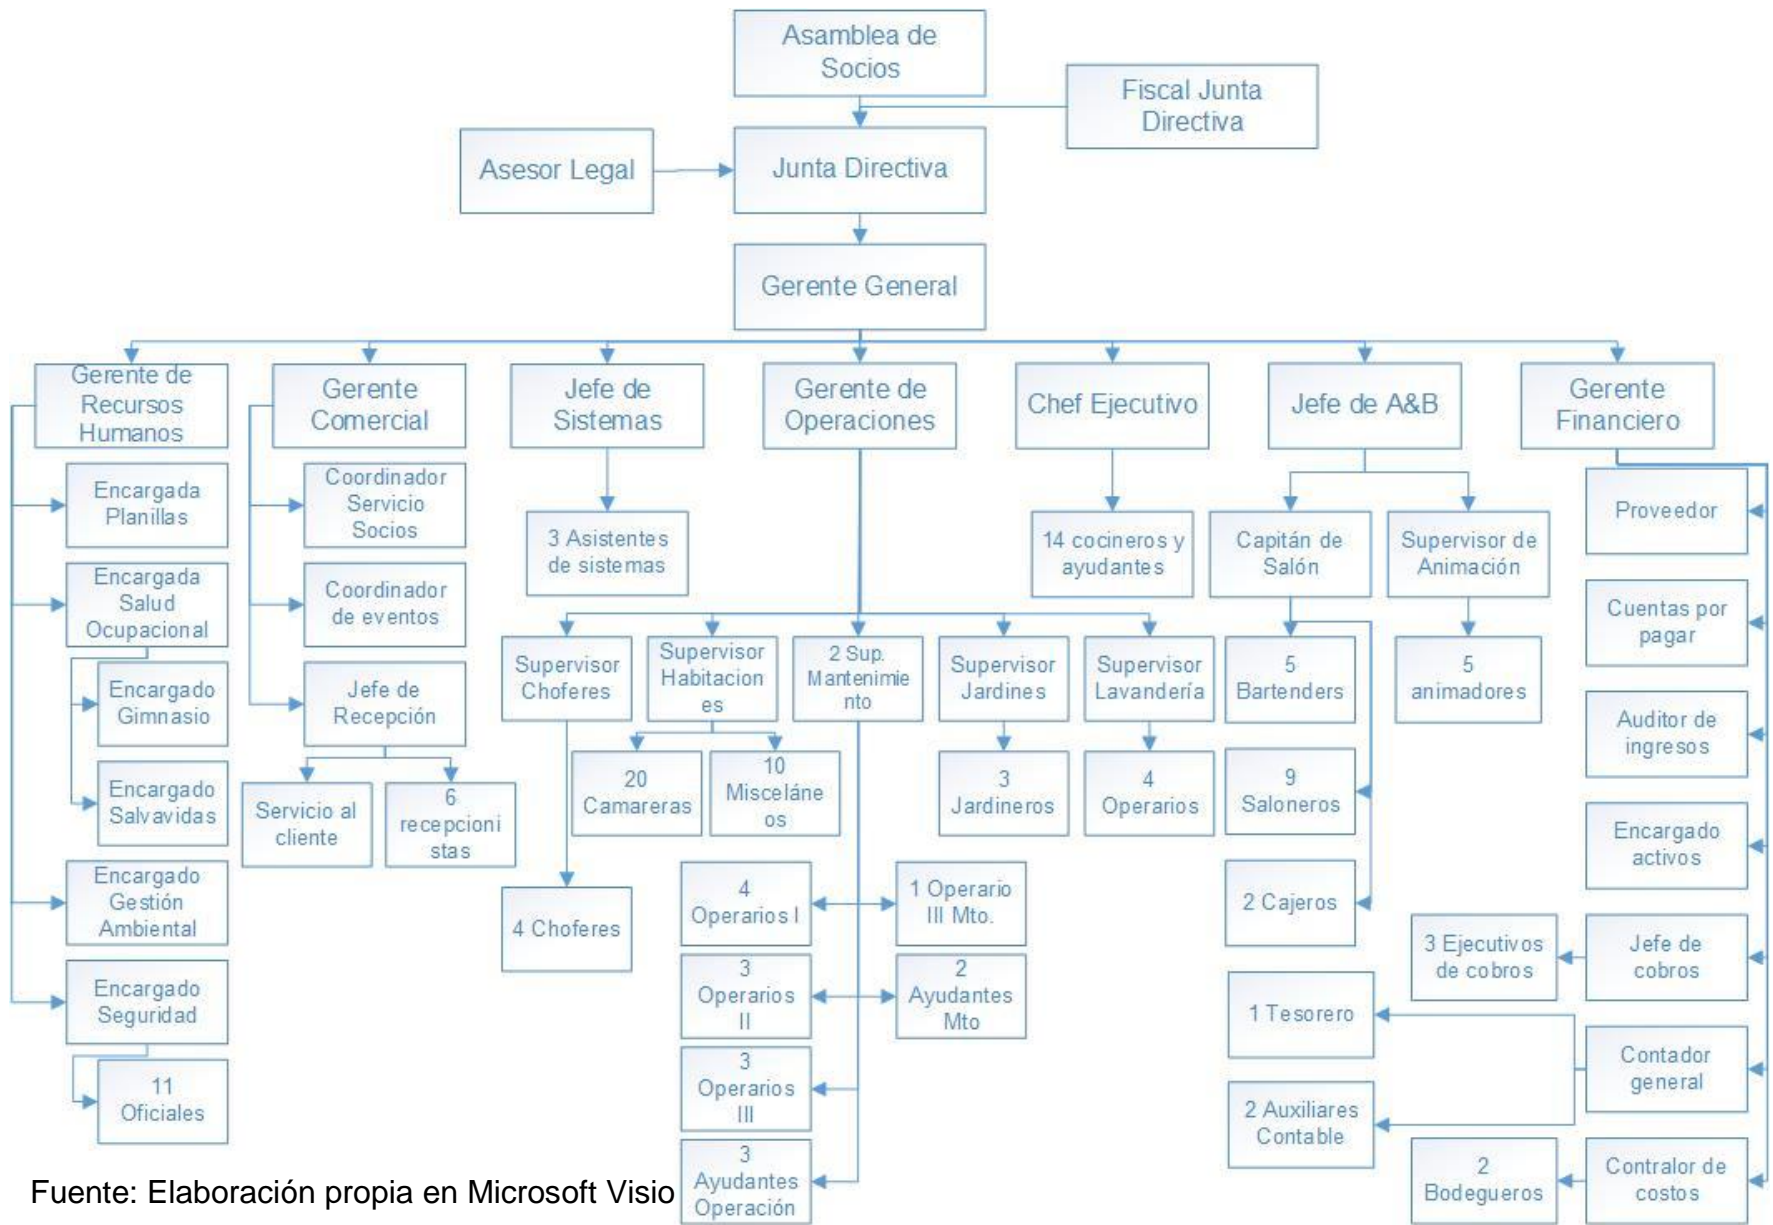 Asamblea de
Socios
Fiscal Junta
Directiva
Asesor Legal
Junta Directiva
Gerente General
Gerente de
Recursos
Humanos
Gerente
Comercial
Jefe de
Sistemas
Gerente de
Operaciones
Chef Ejecutivo
Jefe de A&B
Gerente
Financiero
Encargada
Planillas
Encargada
Salud
Ocupacional
Encargado
Gimnasio
Encargado
Salvavidas
Encargado
Gestión
Ambiental
Encargado
Seguridad
11
Oficiales
Coordinador
Servicio
Socios
Coordinador
de eventos
Jefe de
Recepción
Servicio al
cliente
6
recepcioni
stas
3 Asistentes
de sistemas
Supervisor
Choferes
4 Choferes
Supervisor
Habitacion
es
20
Camareras
10
Misceláne
os
2 Sup.
Mantenimie
nto
4
Operarios I
1 Operario
III Mto.
3
Operarios
II
2
Ayudantes
Mto
3
Operarios
III
3
Ayudantes
Operación
Supervisor
Jardines
3
Jardineros
Supervisor
Lavandería
4
Operarios
14 cocineros y
ayudantes
Capitán de
Salón
5
Bartenders
9
Saloneros
2 Cajeros
Supervisor de
Animación
5
animadores
Proveedor
Cuentas por
pagar
Auditor de
ingresos
Encargado
activos
Jefe de
cobros
3 Ejecutivos
de cobros
Contador
general
1 Tesorero
2 Auxiliares
Contable
Contralor de
costos
2
Bodegueros
Fuente: Elaboración propia en Microsoft Visio